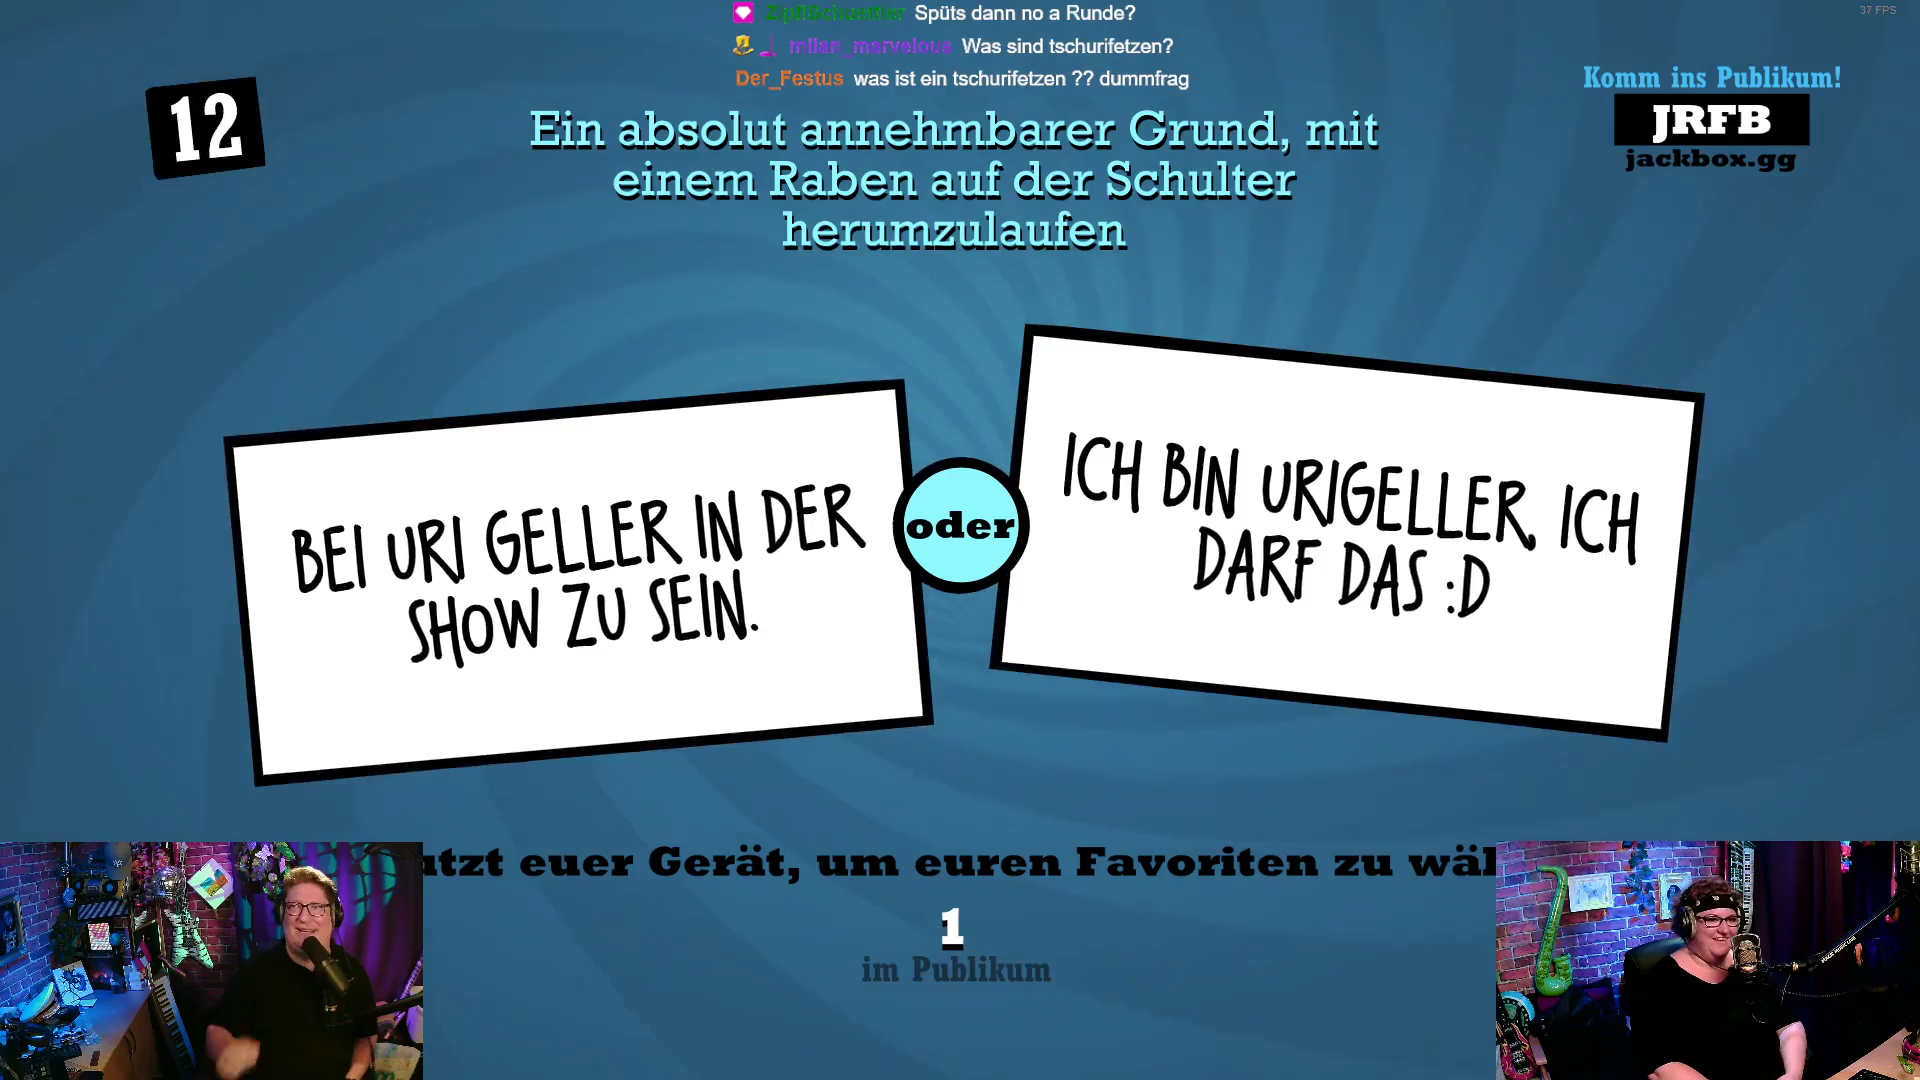 ZipflSchuettler Spüts dann no a Runde?
milan_marvelous Was sind tschurifetzen?
Der_Festus was ist ein tschurifetzen ?? dummfrag
37 FPS
12
Komm ins Publikum!
JRFB
jackbox.gg
Ein absolut annehmbarer Grund, mit
einem Raben auf der Schulter
herumzulaufen
BEI URI GELLER IN DER
SHOW ZU SEIN.
oder
ICH BIN URIGELLER, ICH
DARF DAS :D
utzt euer Gerät, um euren Favoriten zu wäl
1
im Publikum